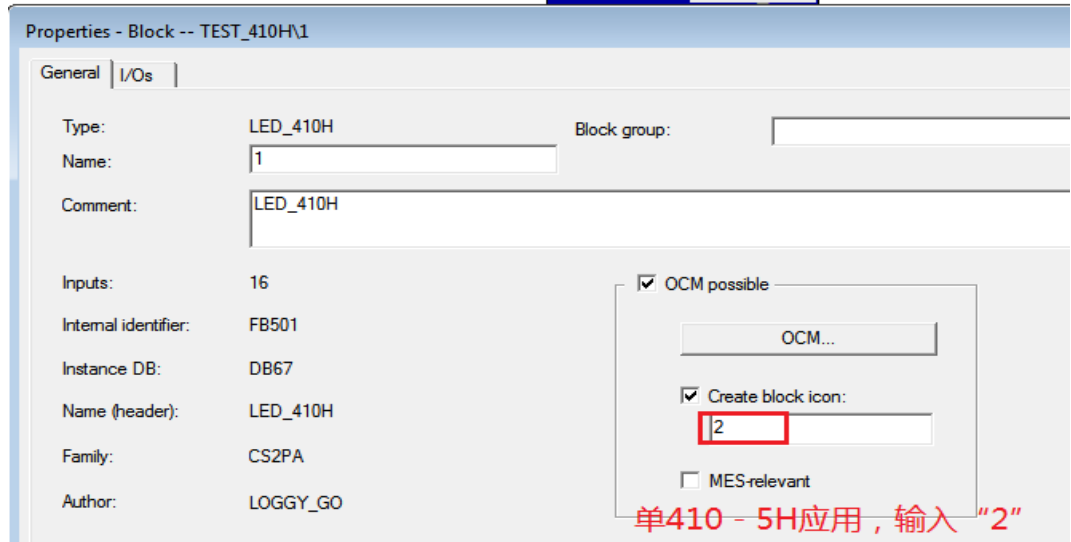 Properties - Block -- TEST_410H\1
General I/Os
Type: LED_410H Block group:
Name: 1
Comment: LED_410H
Inputs: 16 OCM possible
Internal identifier: FB501 OCM...
Instance DB: DB67
Name (header): LED_410H Create block icon:
2
Family: CS2PA
MES-relevant
Author: LOGGY_GO
单410－5H应用，输入“2”